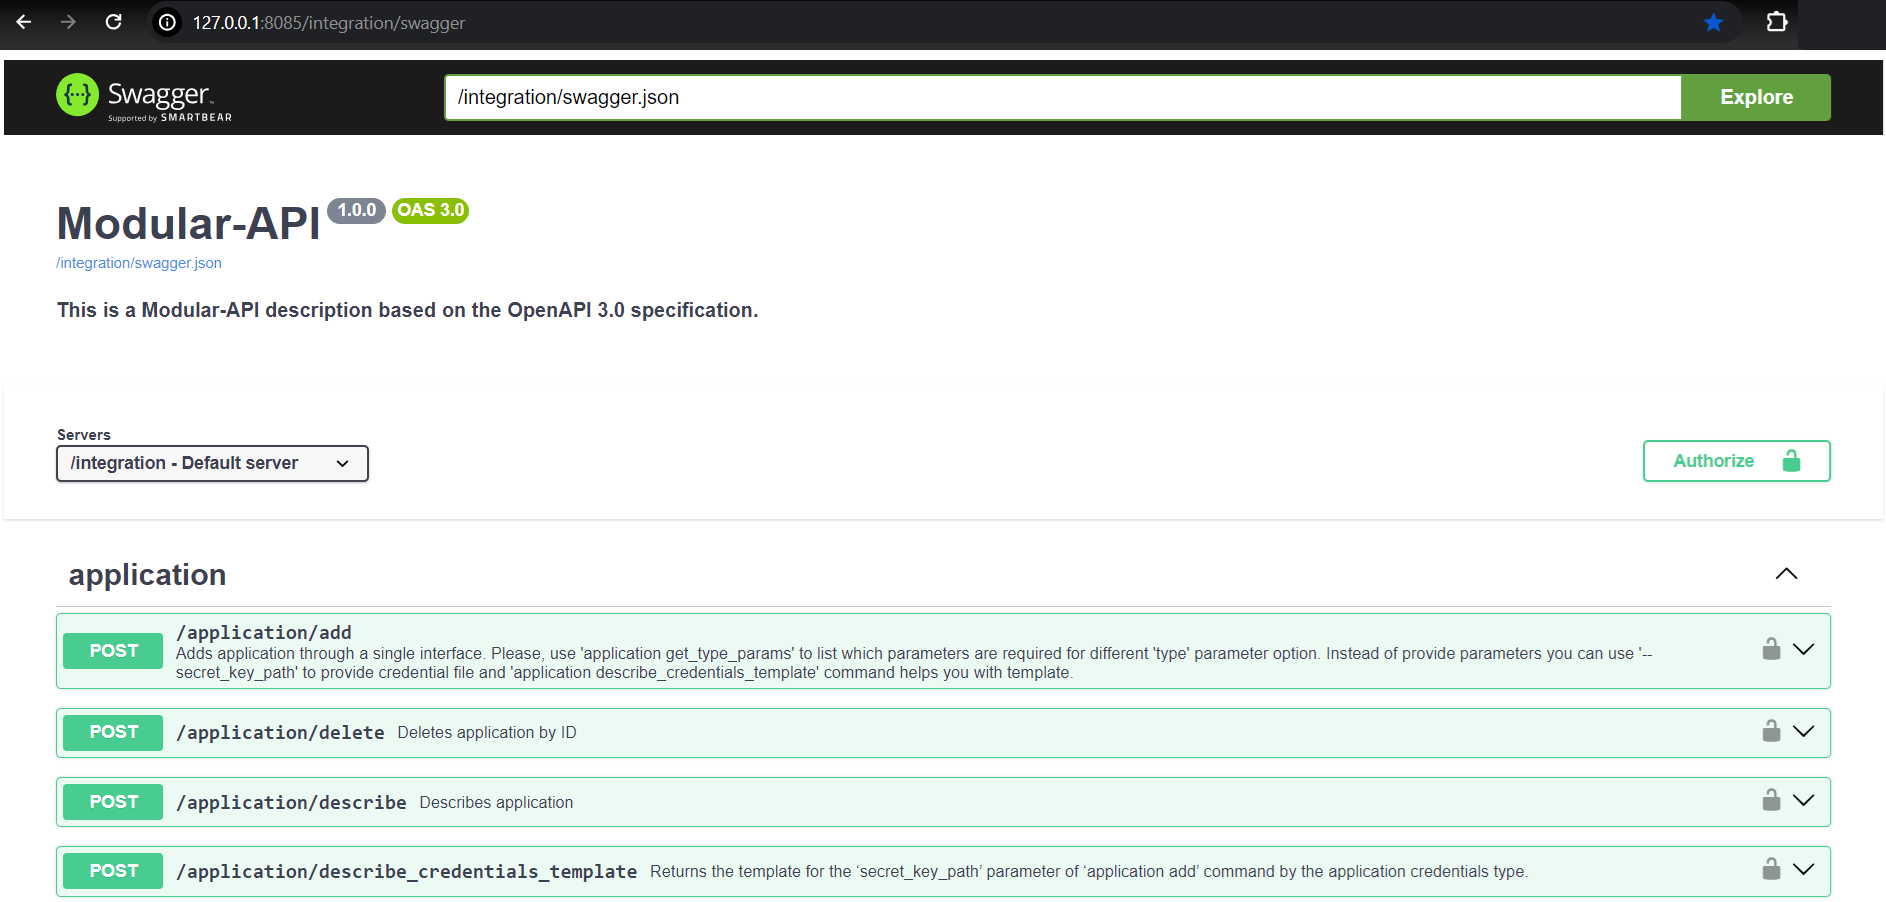 127.0.0.1:8085/integration/swagger
Swagger
Supported by SMARTBEAR
/integration/swagger.json
Explore
Modular-API 1.0.0 OAS 3.0
/integration/swagger.json
This is a Modular-API description based on the OpenAPI 3.0 specification.
Servers
/integration - Default server
Authorize
application
POST /application/add
Adds application through a single interface. Please, use 'application get_type_params' to list which parameters are required for different 'type' parameter option. Instead of provide parameters you can use '--
secret_key_path' to provide credential file and 'application describe_credentials_template' command helps you with template.
POST /application/delete Deletes application by ID
POST /application/describe Describes application
POST /application/describe_credentials_template Returns the template for the ‘secret_key_path’ parameter of ‘application add’ command by the application credentials type.